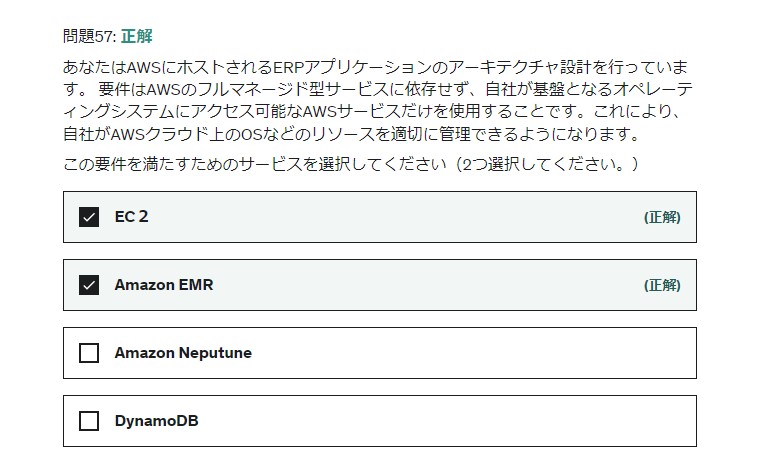 問題57: 正解
あなたはAWSにホストされるERPアプリケーションのアーキテクチャ設計を行っていま
す。 要件はAWSのフルマネージド型サービスに依存せず、自社が基盤となるオペレーテ
ィングシステムにアクセス可能なAWSサービスだけを使用することです。これにより、
自社がAWSクラウド上のOSなどのリソースを適切に管理できるようになります。
この要件を満たすためのサービスを選択してください（2つ選択してください。）
EC２ (正解)
Amazon EMR (正解)
Amazon Neputune
DynamoDB